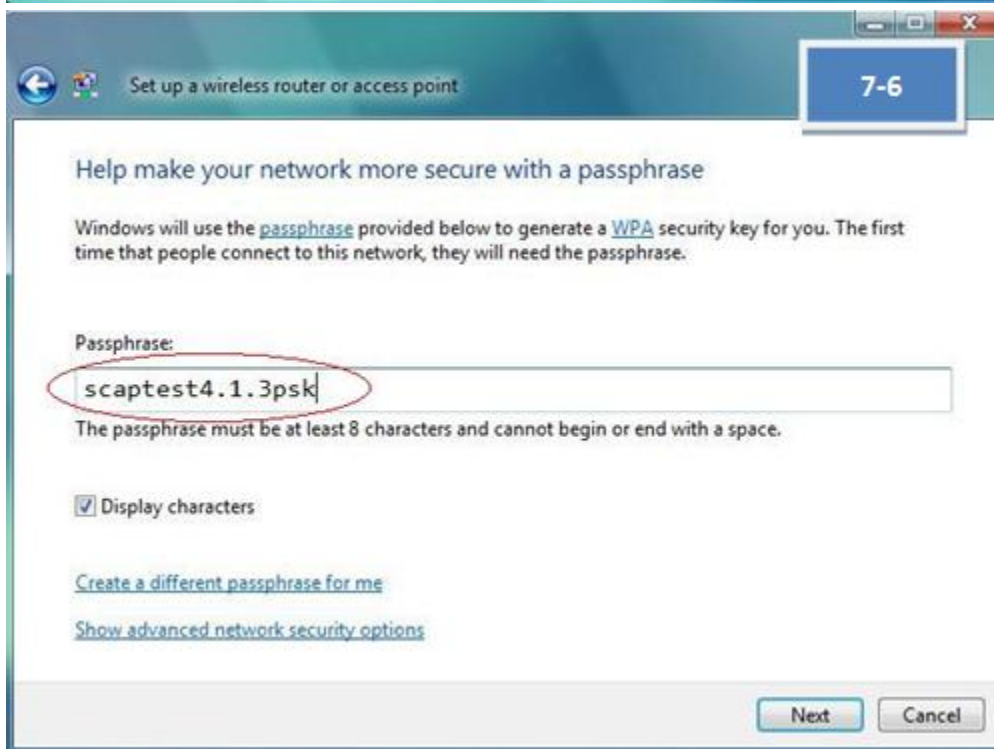 Set up a wireless router or access point
7-6
Help make your network more secure with a passphrase
Windows will use the passphrase provided below to generate a WPA security key for you. The first
time that people connect to this network, they will need the passphrase.
Passphrase:
scaptest4.1.3psk
The passphrase must be at least 8 characters and cannot begin or end with a space.
Display characters
Create a different passphrase for me
Show advanced network security options
Next Cancel